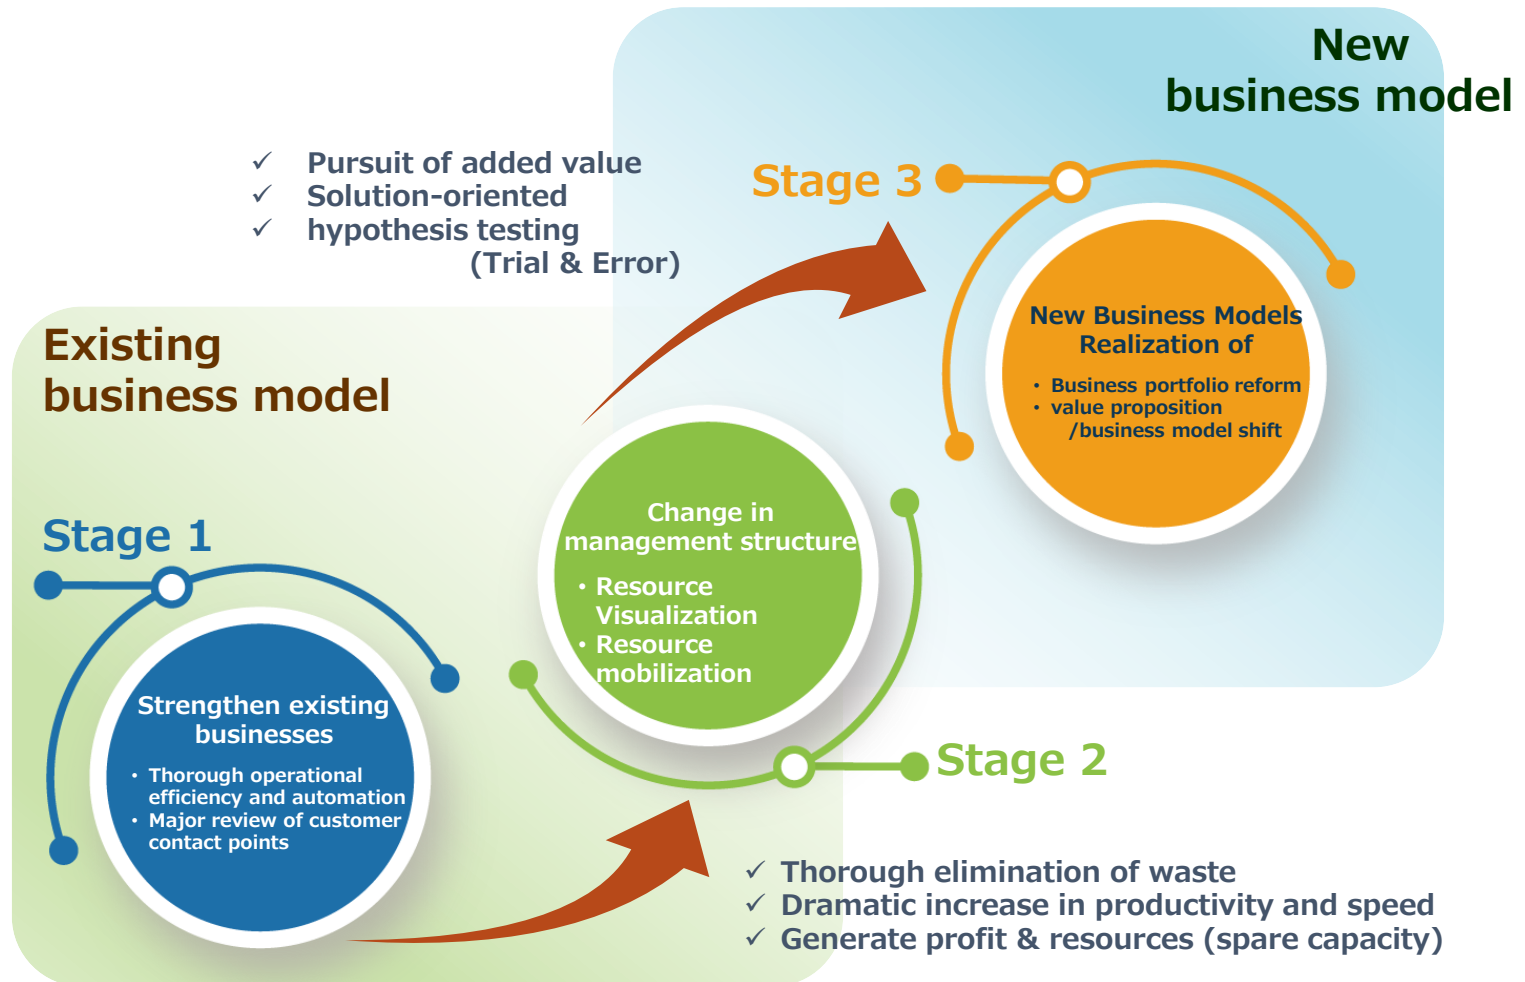 New
business model
✓ Pursuit of added value
✓ Solution-oriented
✓ hypothesis testing
(Trial & Error)
Stage 3
New Business Models
Realization of
・ Business portfolio reform
・ value proposition
/business model shift
Existing
business model
Stage 1
Strengthen existing
businesses
・ Thorough operational
efficiency and automation
・ Major review of customer
contact points
Change in
management structure
・ Resource
Visualization
・ Resource
mobilization
Stage 2
✓ Thorough elimination of waste
✓ Dramatic increase in productivity and speed
✓ Generate profit & resources (spare capacity)